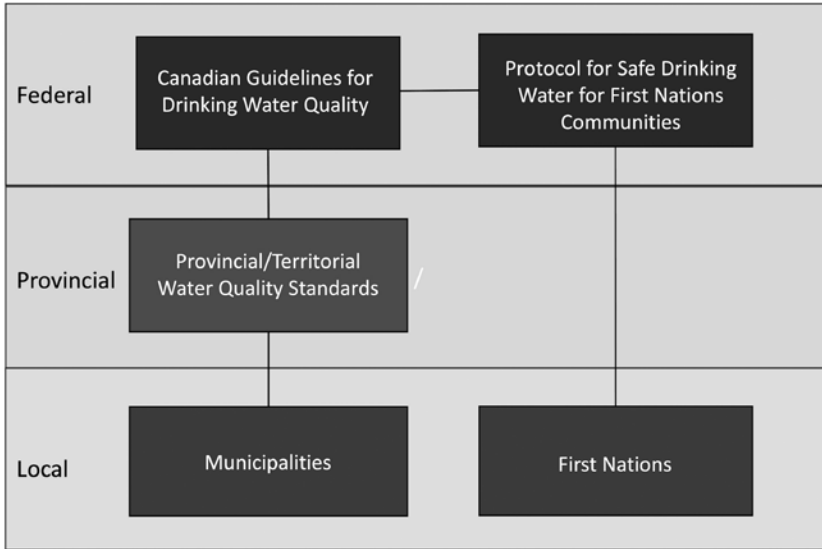 Federal
Canadian Guidelines for
Drinking Water Quality
Protocol for Safe Drinking
Water for First Nations
Communities
Provincial
Provincial/Territorial
Water Quality Standards
/
Local
Municipalities
First Nations